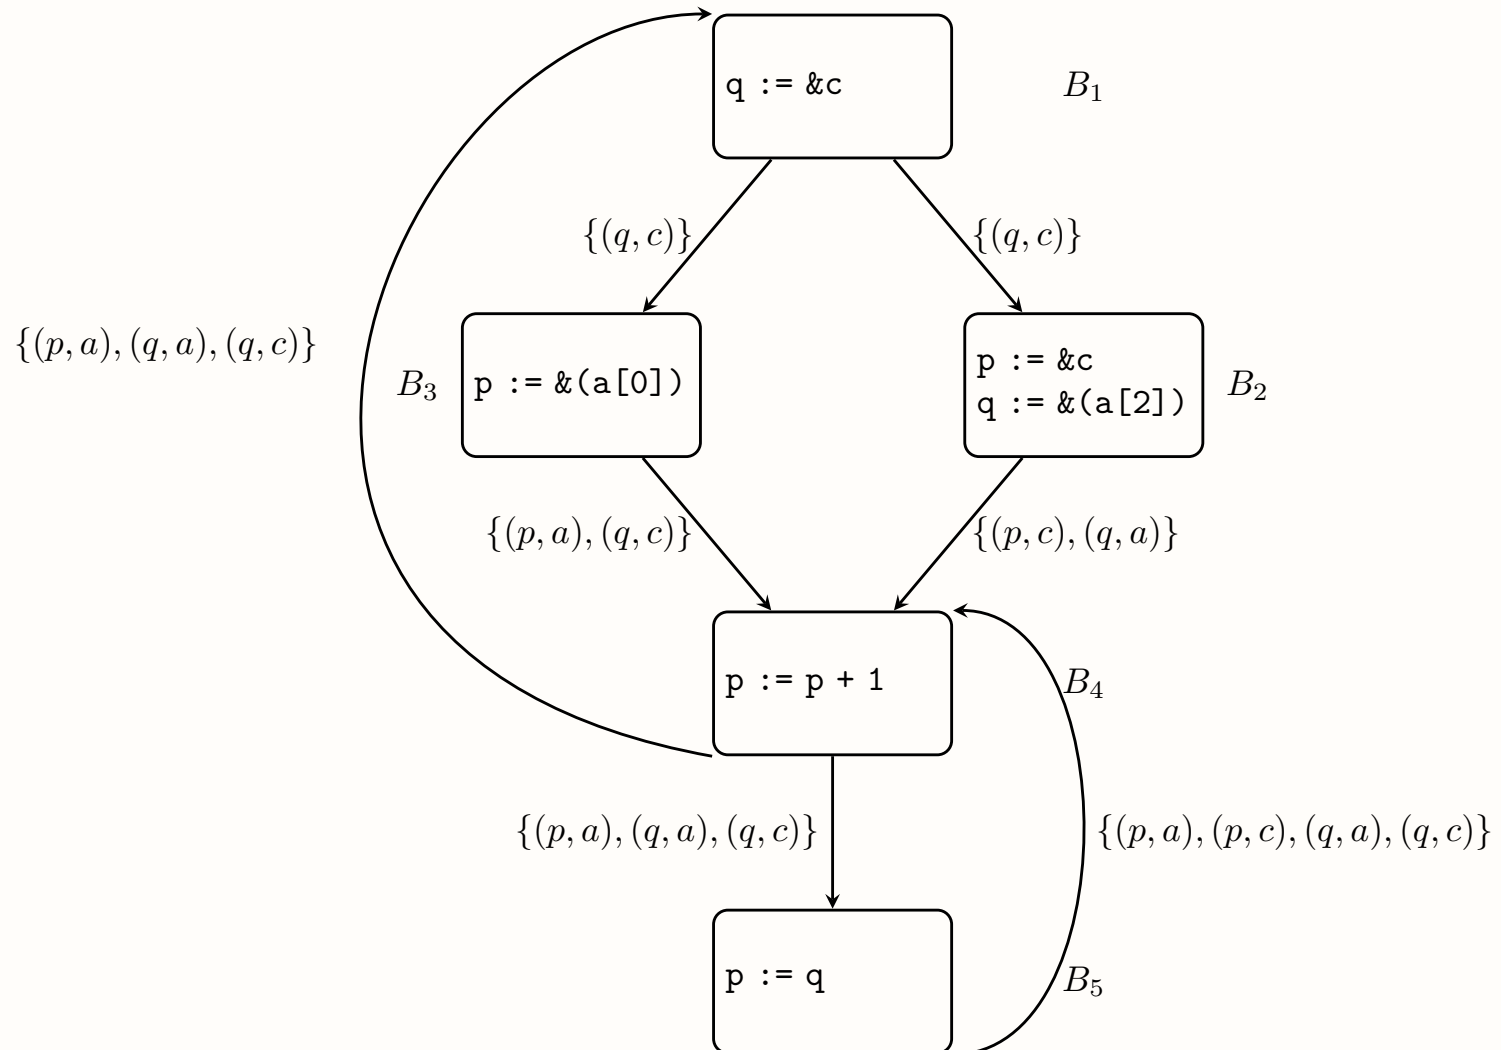 q := &c
B₁
{(q, c)}
{(q, c)}
{(p, a), (q, a), (q, c)}
B₃
p := &(a[0])
p := &c
q := &(a[2])
B₂
{(p, a), (q, c)}
{(p, c), (q, a)}
p := p + 1
B₄
{(p, a), (q, a), (q, c)}
{(p, a), (p, c), (q, a), (q, c)}
p := q
B₅